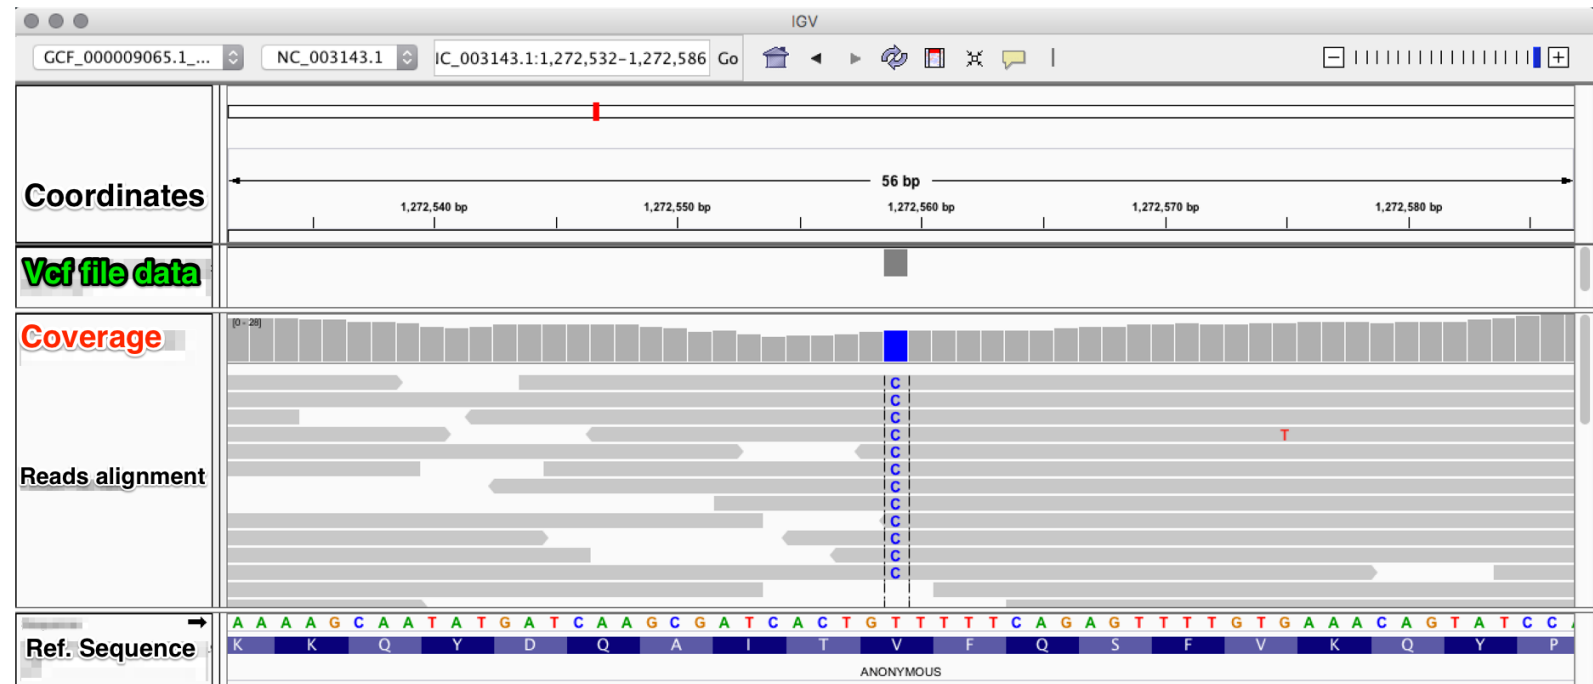 IGV
GCF_000009065.1_... NC_003143.1 IC_003143.1:1,272,532-1,272,586 Go
Coordinates
56 bp
1,272,540 bp 1,272,550 bp 1,272,560 bp 1,272,570 bp 1,272,580 bp
Vcf file data
Coverage
[0 - 26]
C
C
C
C T
C
C
C
Reads alignment
C
C
C
C
C
A A A A G C A A T A T G A T C A A G C G A T C A C T G T T T T T C A G A G T T T T G T G A A A C A G T A T C C A
Ref. Sequence K K Q Y D Q A I T V F Q S F V K Q Y P
ANONYMOUS